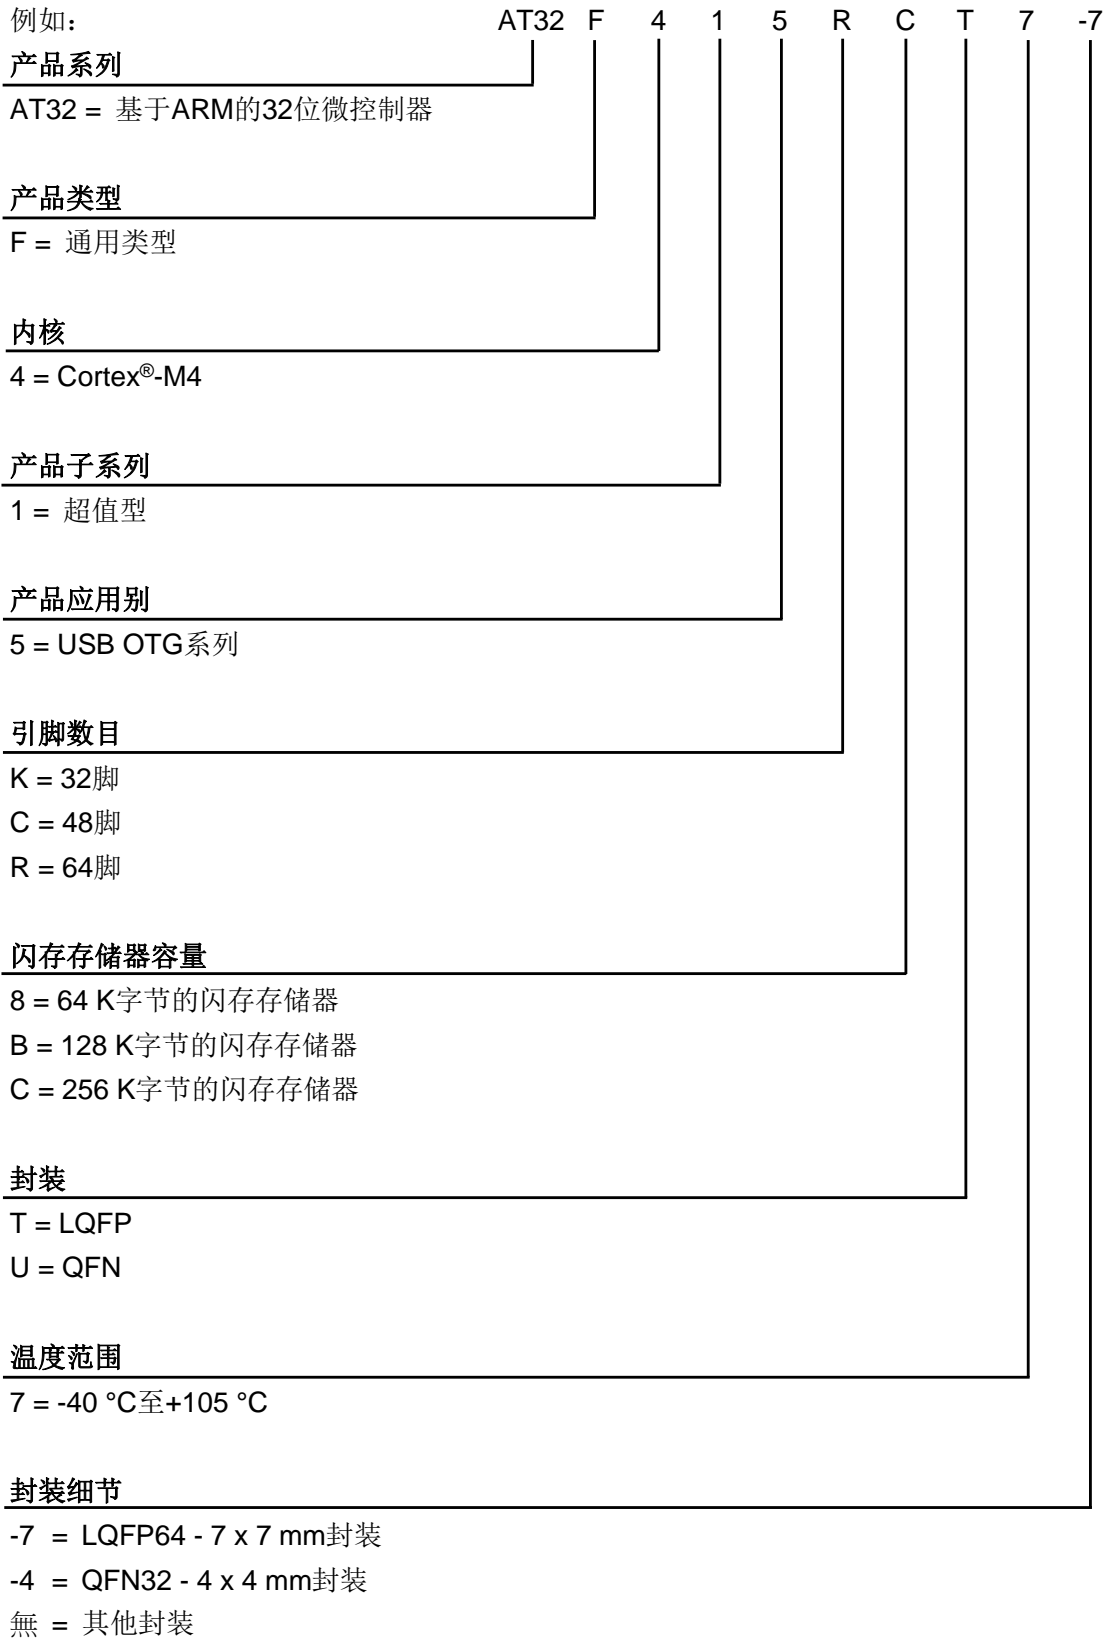 例如： AT32 F 4 1 5 R C T 7 -7
产品系列
AT32 = 基于ARM的32位微控制器
产品类型
F = 通用类型
内核
4 = Cortex®-M4
产品子系列
1 = 超值型
产品应用别
5 = USB OTG系列
引脚数目
K = 32脚
C = 48脚
R = 64脚
闪存存储器容量
8 = 64 K字节的闪存存储器
B = 128 K字节的闪存存储器
C = 256 K字节的闪存存储器
封装
T = LQFP
U = QFN
温度范围
7 = -40 °C至+105 °C
封装细节
-7 = LQFP64 - 7 x 7 mm封装
-4 = QFN32 - 4 x 4 mm封装
無 = 其他封装